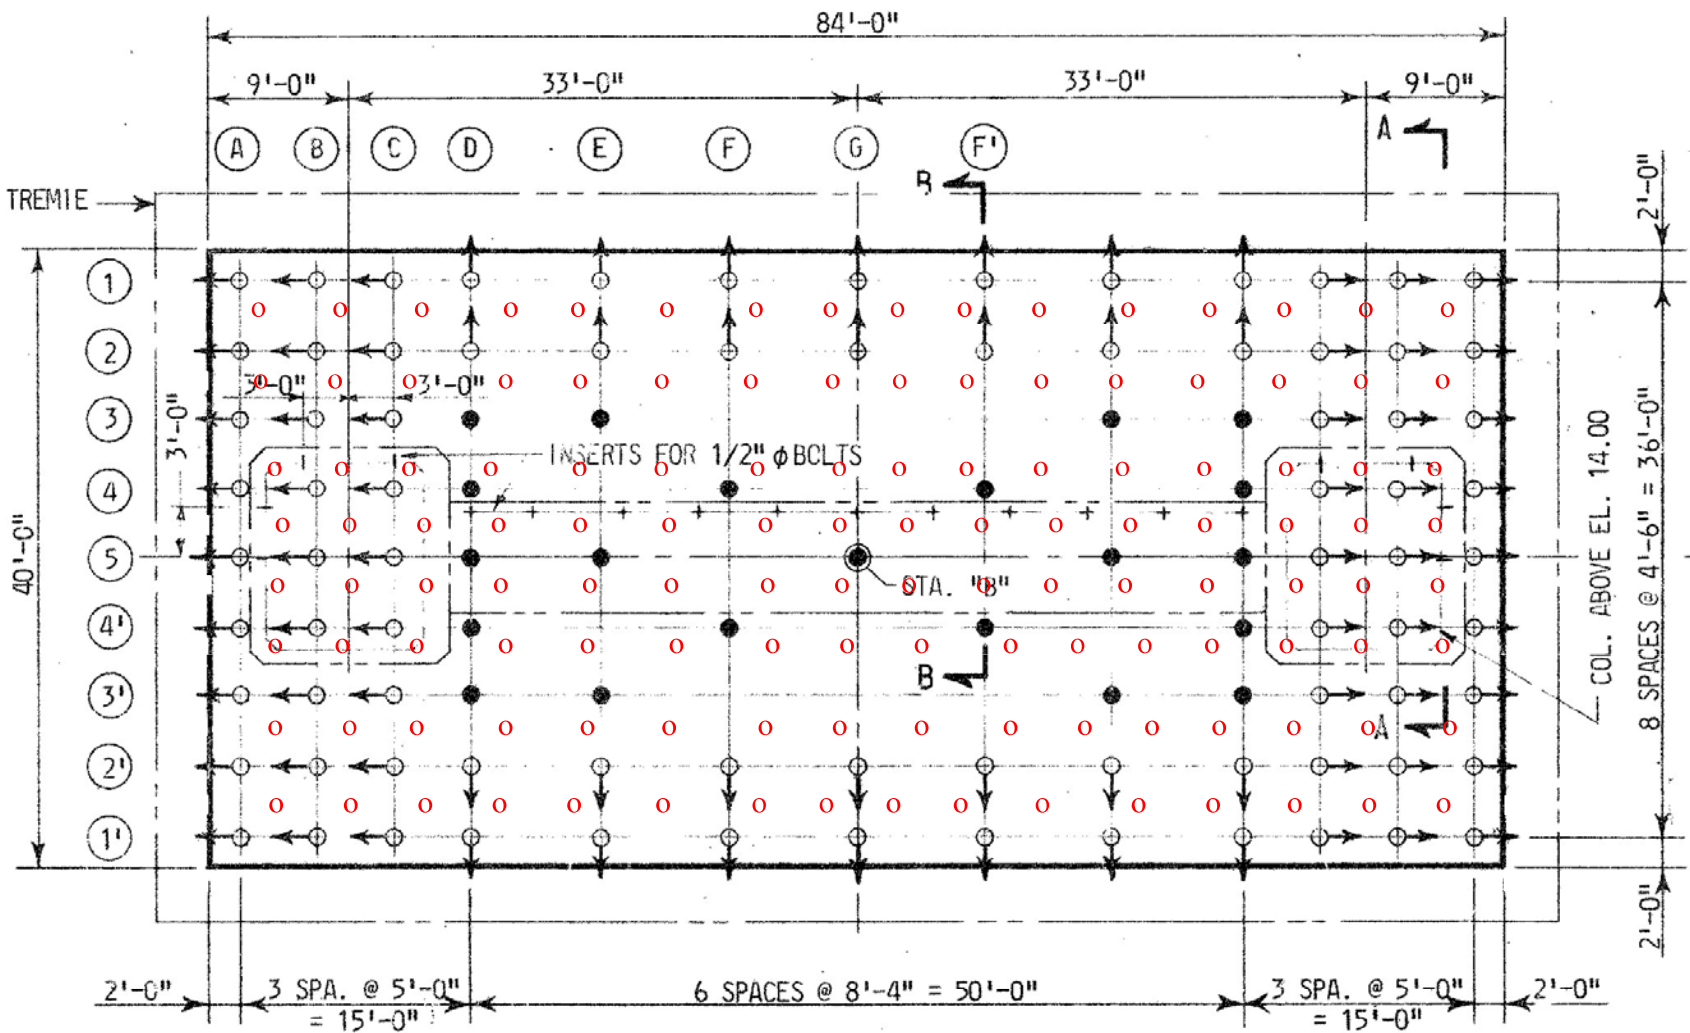 84'-0"
9'-0" 33'-0" 33'-0" 9'-0"
A B C D E F G F' A
B
TREMIE
2'-0"
1
2
3'-0" 3'-0"
3
3'-0"
INSERTS FOR 1/2" ϕ BOLTS
4
5
STA. "B"
4'
B
3'
A
2'
1'
40'-0"
COL. ABOVE EL. 14.00
8 SPACES @ 4'-6" = 36'-0"
2'-0"
2'-0" 3 SPA. @ 5'-0" 6 SPACES @ 8'-4" = 50'-0" 3 SPA. @ 5'-0" 2'-0"
= 15'-0" = 15'-0"